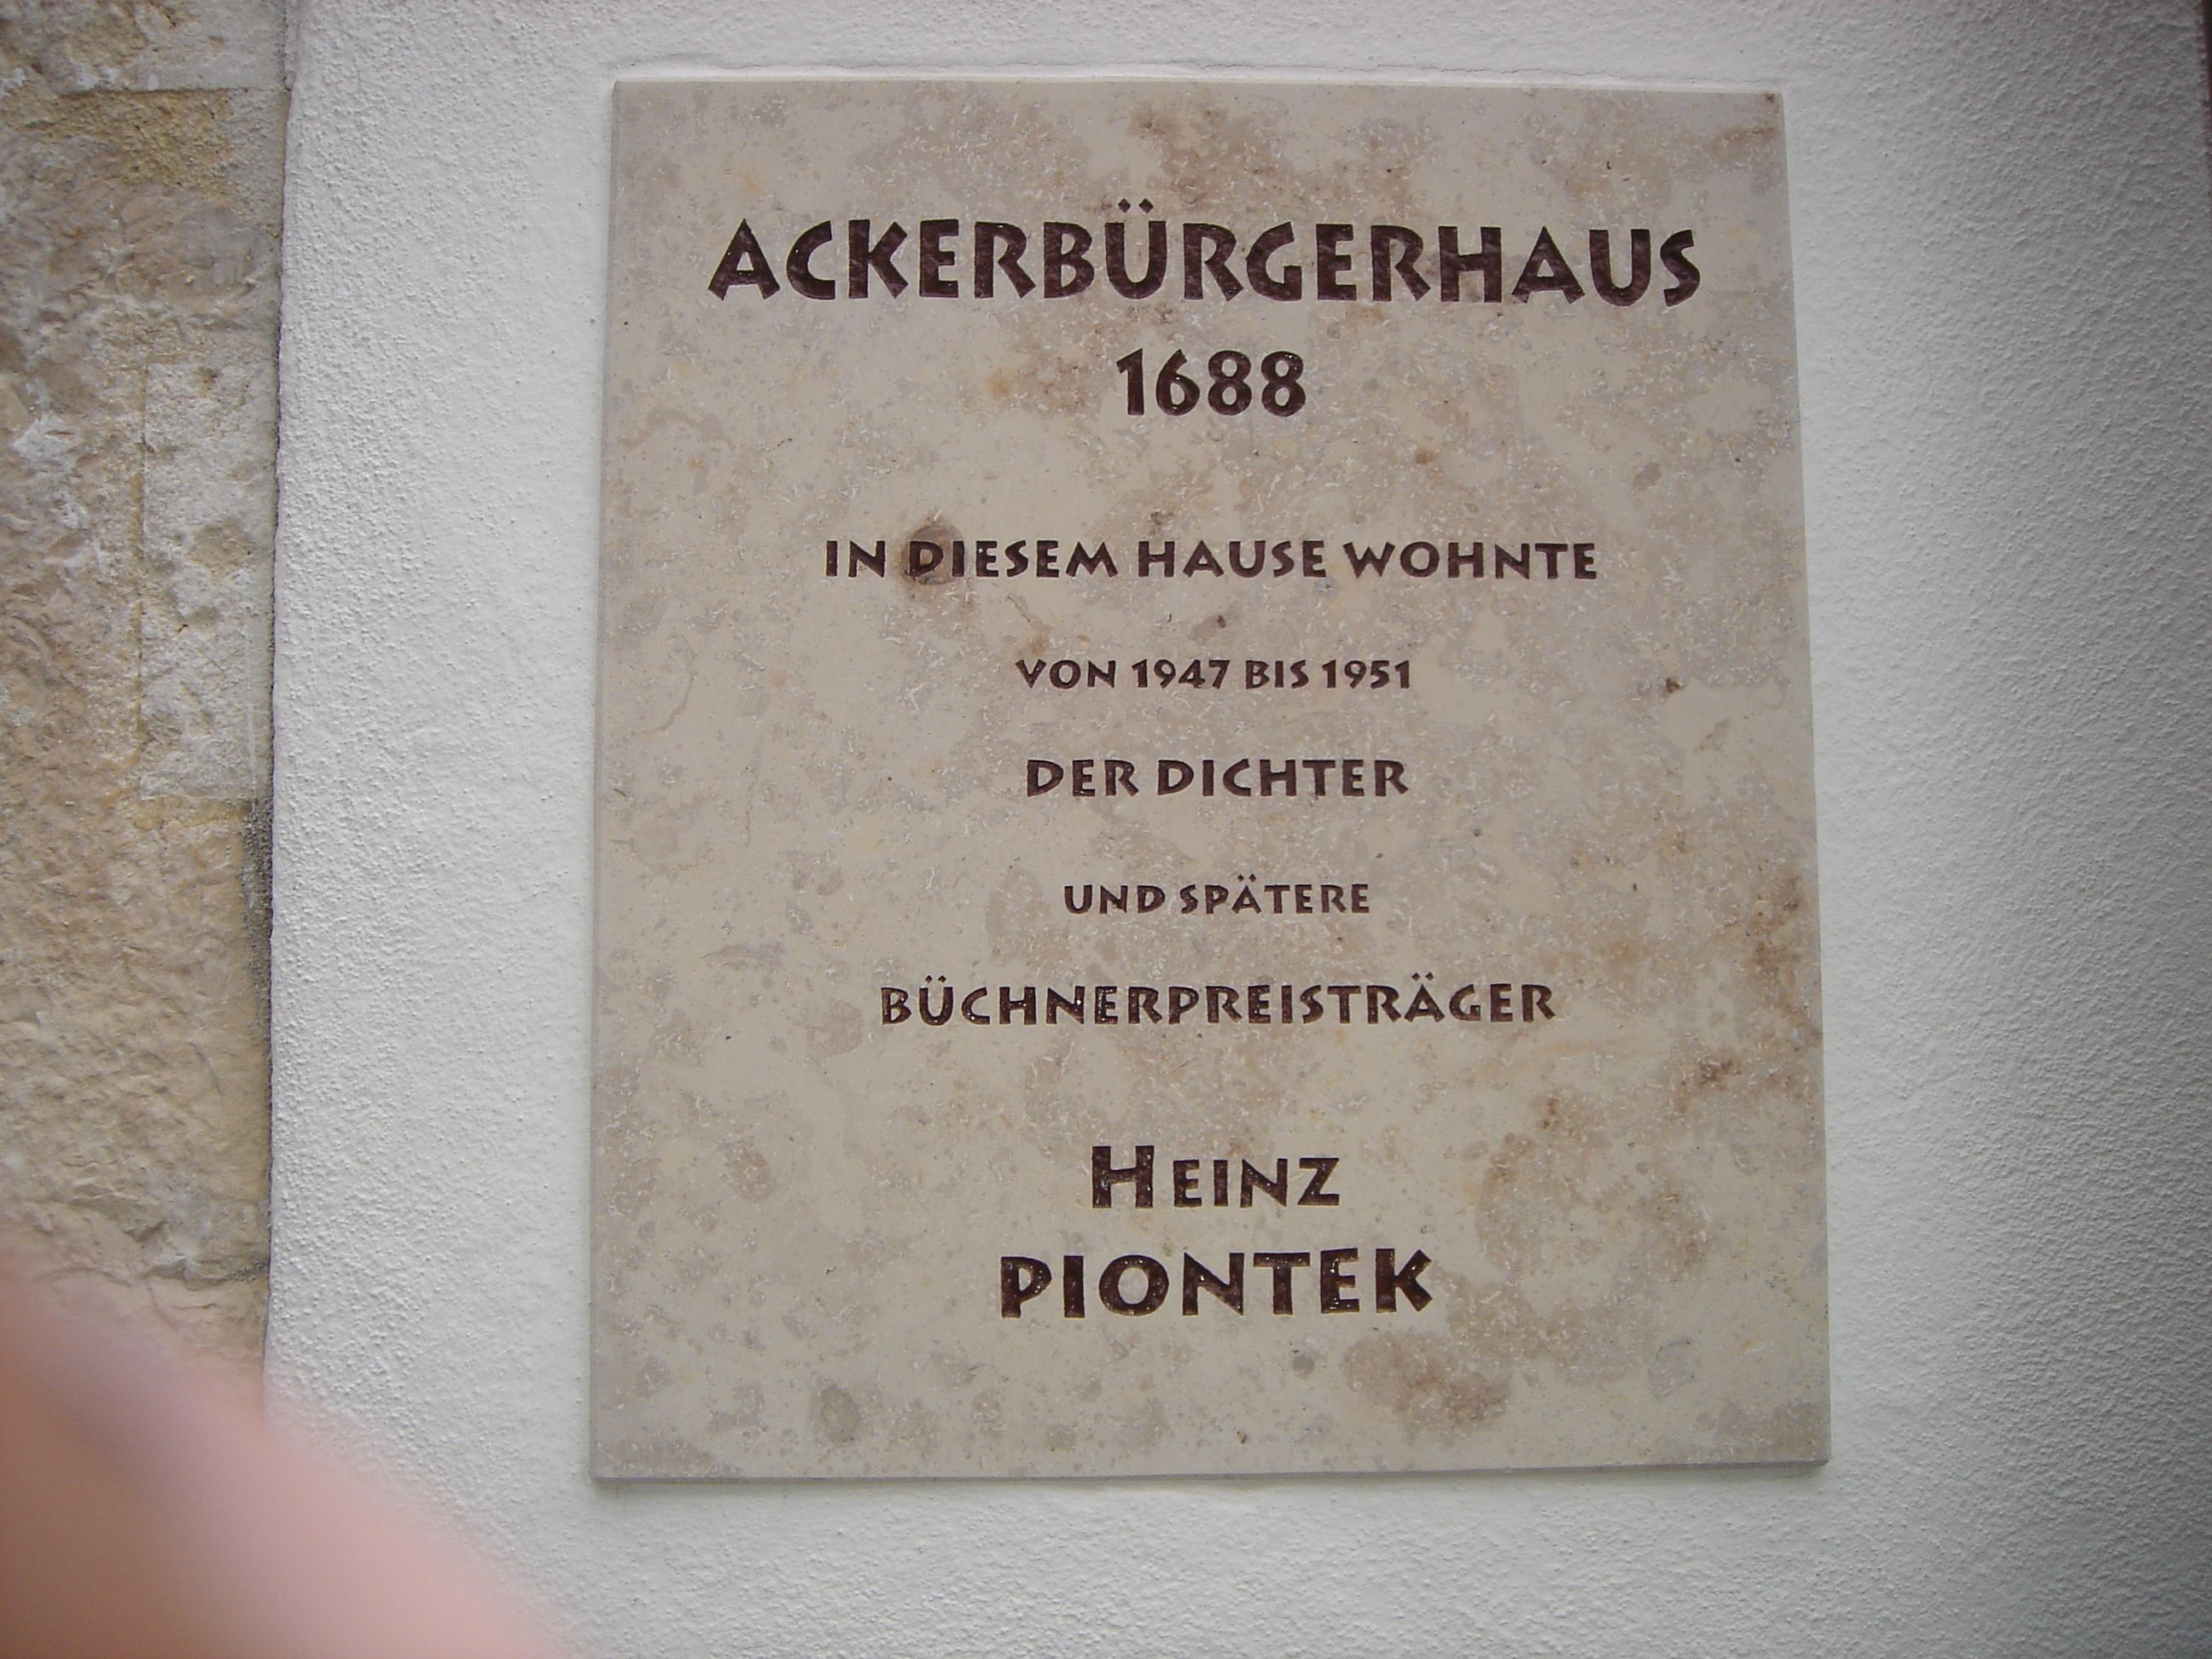 ACKERBÜRGERHAUS
1688
IN DIESEM HAUSE WOHNTE
VON 1947 BIS 1951
DER DICHTER
UND SPÄTERE
BÜCHNERPREISTRÄGER
HEINZ
PIONTEK